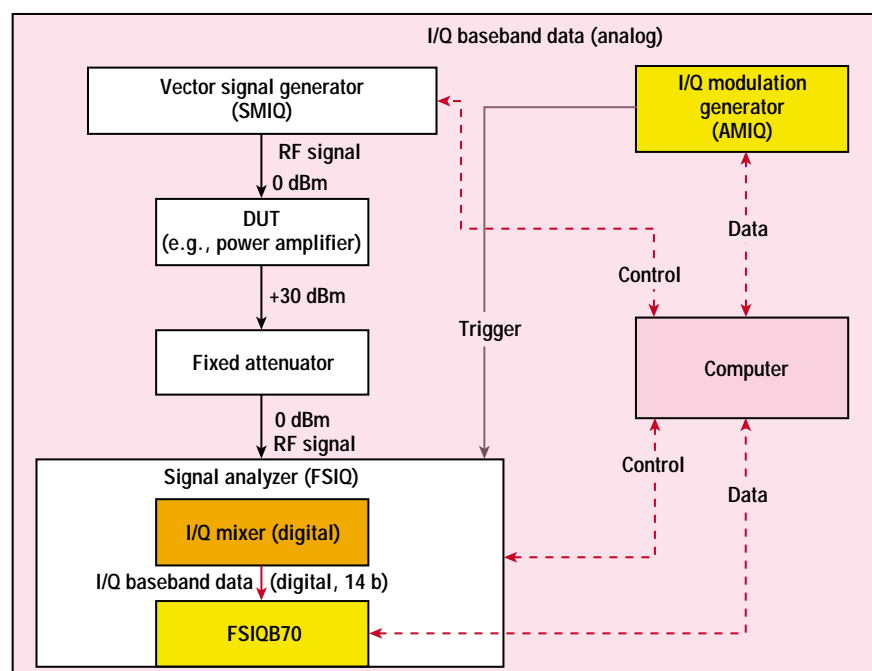 I/Q baseband data (analog)
Vector signal generator
(SMIQ)
I/Q modulation
generator
(AMIQ)
RF signal
0 dBm
DUT
(e.g., power amplifier)
Data
+30 dBm
Control
Trigger
Fixed attenuator
Computer
0 dBm
RF signal
Signal analyzer (FSIQ)
Control
Data
I/Q mixer (digital)
I/Q baseband data (digital, 14 b)
FSIQB70